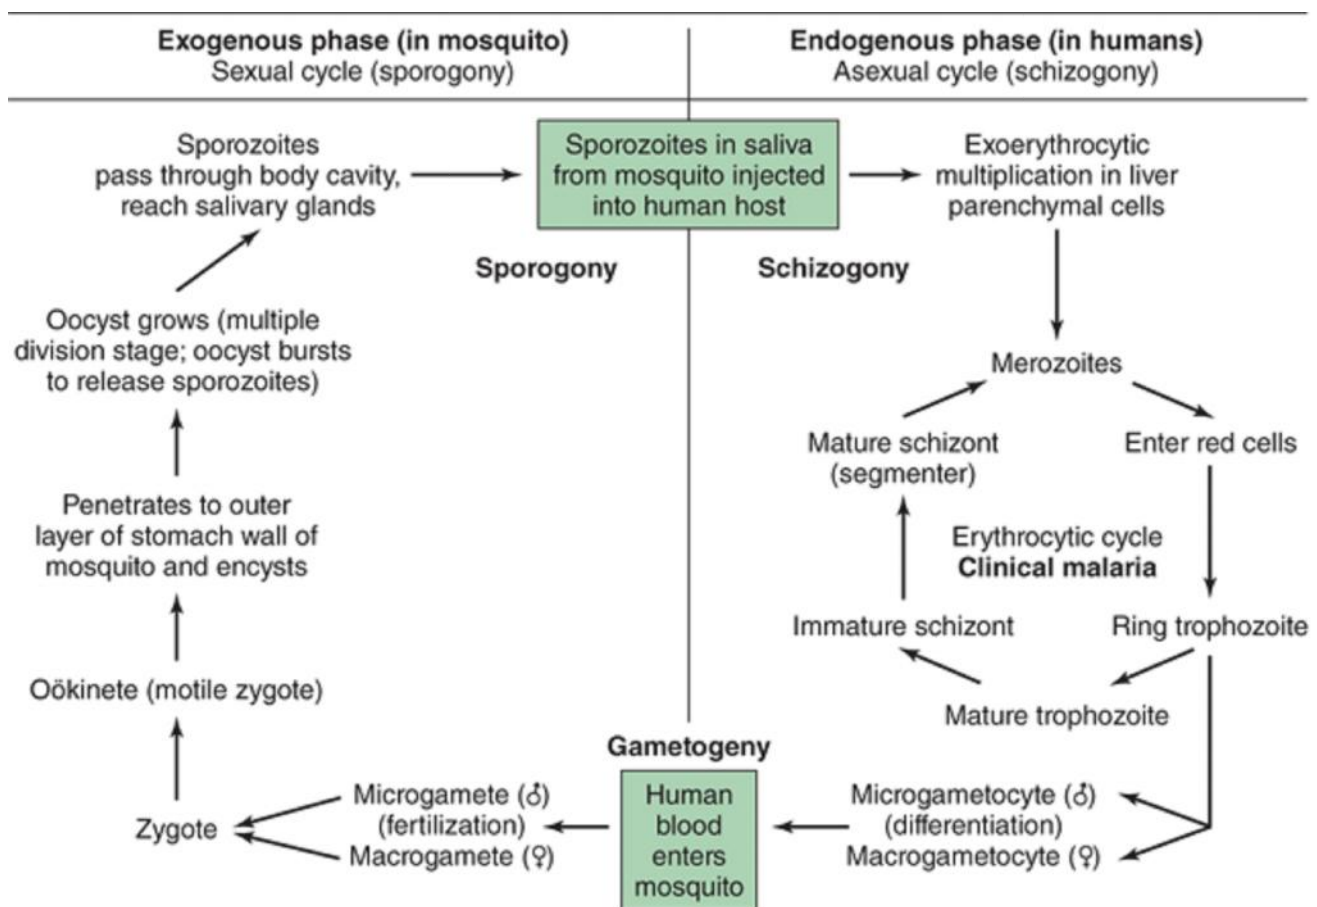 Exogenous phase (in mosquito)
Sexual cycle (sporogony)
Endogenous phase (in humans)
Asexual cycle (schizogony)
Sporozoites
pass through body cavity,
reach salivary glands
Sporozoites in saliva
from mosquito injected
into human host
Exoerythrocytic
multiplication in liver
parenchymal cells
Sporogony
Schizogony
Oocyst grows (multiple
division stage; oocyst bursts
to release sporozoites)
Merozoites
Mature schizont
(segmenter)
Enter red cells
Penetrates to outer
layer of stomach wall of
mosquito and encysts
Erythrocytic cycle
Clinical malaria
Immature schizont
Ring trophozoite
Oökinete (motile zygote)
Mature trophozoite
Gametogeny
Zygote
Microgamete (♂)
(fertilization)
Macrogamete (♀)
Human
blood
enters
mosquito
Microgametocyte (♂)
(differentiation)
Macrogametocyte (♀)